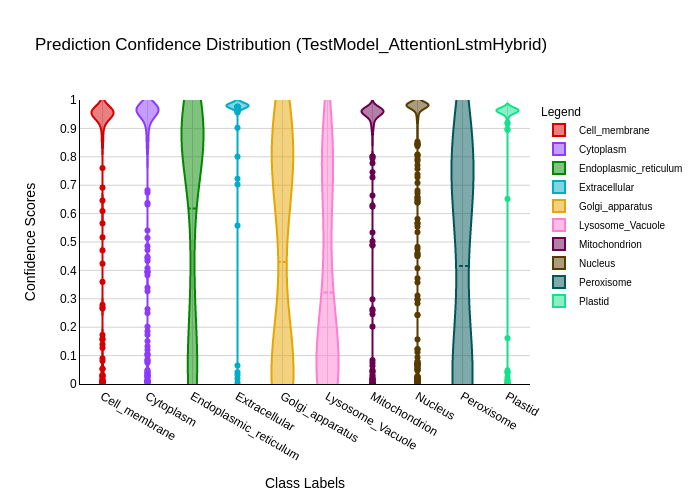 Prediction Confidence Distribution (TestModel_AttentionLstmHybrid)
Confidence Scores
1
0.9
0.8
0.7
0.6
0.5
0.4
0.3
0.2
0.1
0
Cell_membrane
Cytoplasm
Endoplasmic_reticulum
Extracellular
Golgi_apparatus
Lysosome_Vacuole
Mitochondrion
Nucleus
Peroxisome
Plastid
Class Labels
Legend
Cell_membrane
Cytoplasm
Endoplasmic_reticulum
Extracellular
Golgi_apparatus
Lysosome_Vacuole
Mitochondrion
Nucleus
Peroxisome
Plastid